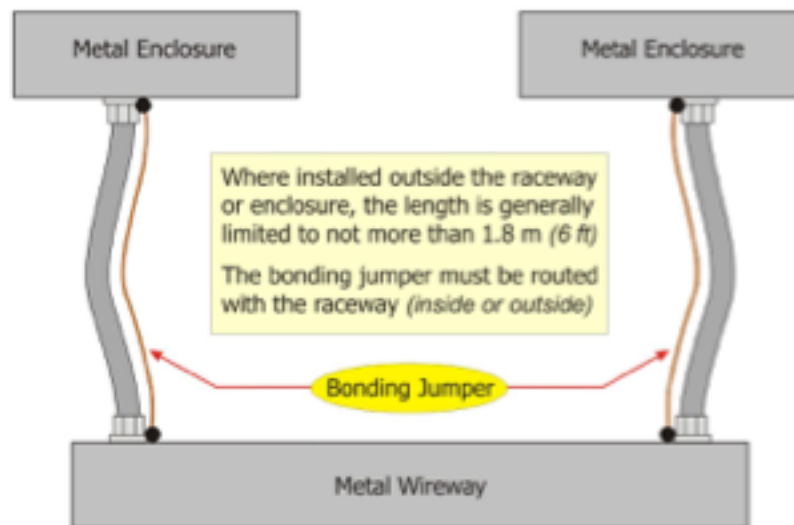 Metal Enclosure
Metal Enclosure
Where installed outside the raceway
or enclosure, the length is generally
limited to not more than 1.8 m (6 ft)
The bonding jumper must be routed
with the raceway (inside or outside)
Bonding Jumper
Metal Wireway